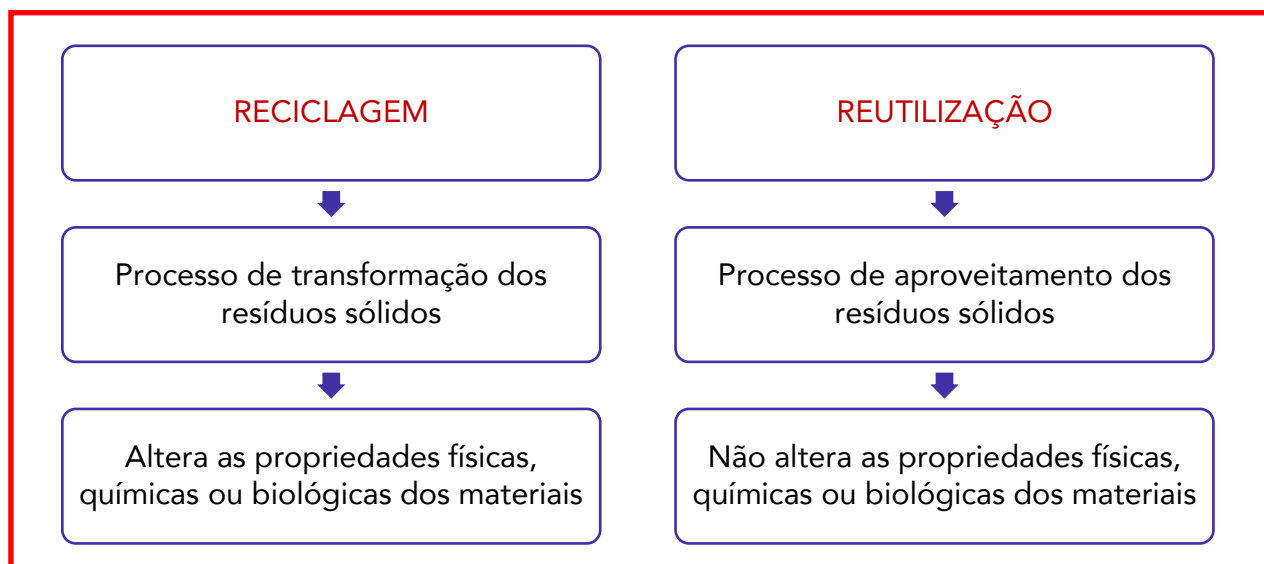 RECICLAGEM
Processo de transformação dos
resíduos sólidos
Altera as propriedades físicas,
químicas ou biológicas dos materiais
REUTILIZAÇÃO
Processo de aproveitamento dos
resíduos sólidos
Não altera as propriedades físicas,
químicas ou biológicas dos materiais